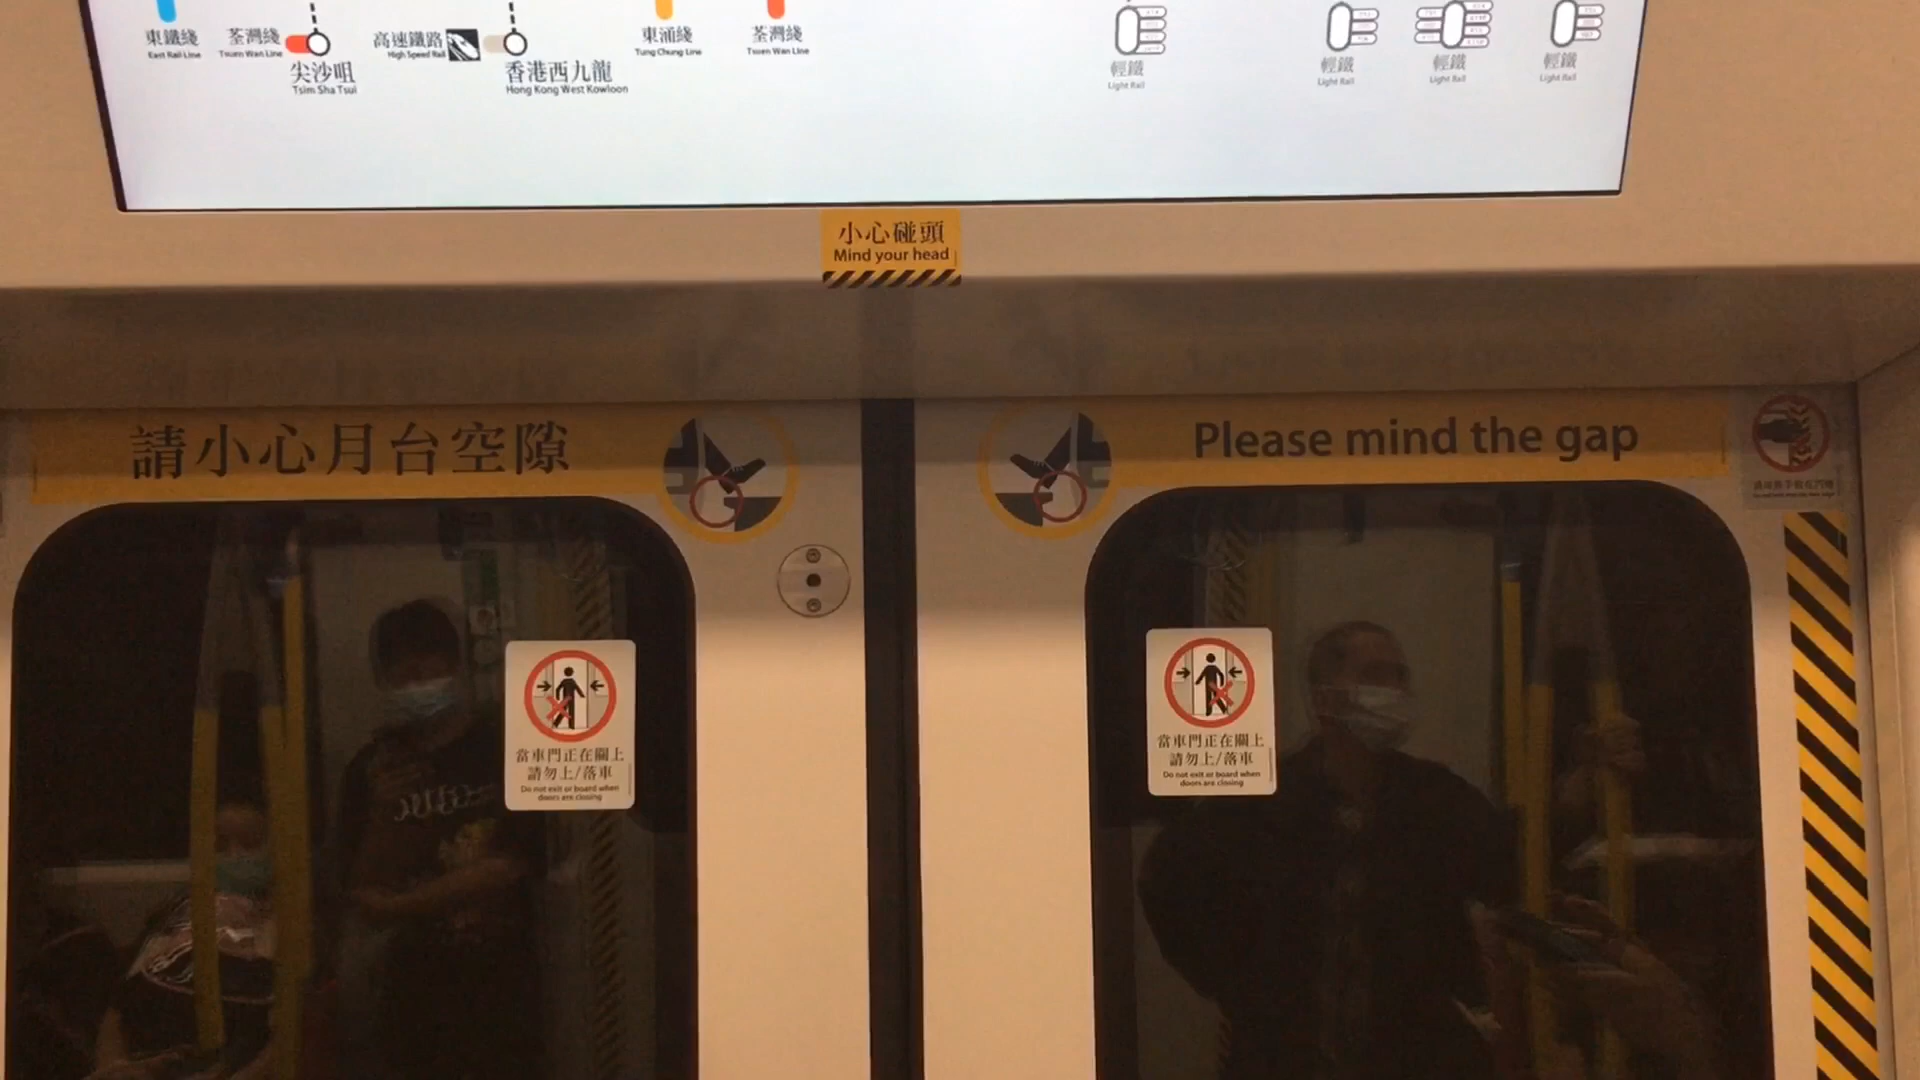 東鐵綫
East Rail Line
荃灣綫
Tsuen Wan Line
尖沙咀
Tsim Sha Tsui
高速鐵路
High Speed Rail
香港西九龍
Hong Kong West Kowloon
東涌綫
Tung Chung Line
荃灣綫
Tsuen Wan Line
輕鐵
Light Rail
輕鐵
Light Rail
輕鐵
Light Rail
輕鐵
Light Rail
小心碰頭
Mind your head
請小心月台空隙
Please mind the gap
當車門正在關上
請勿上/落車
Do not exit or board when
doors are closing
當車門正在關上
請勿上/落車
Do not exit or board when
doors are closing